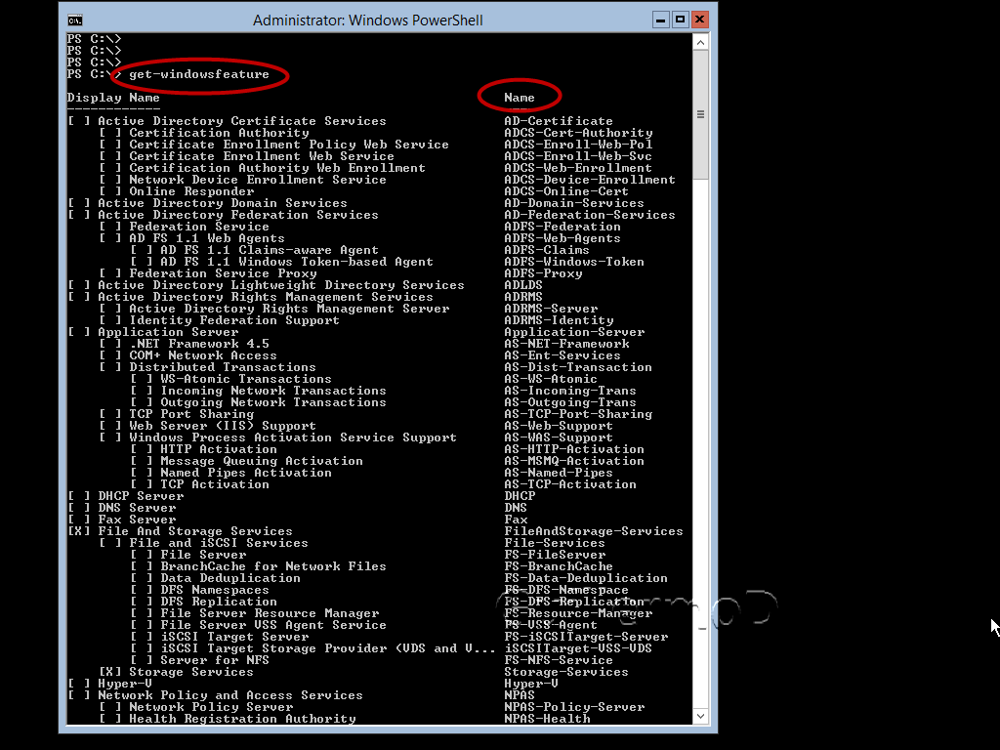 Administrator: Windows PowerShell
PS C:\>
PS C:\>
PS C:\>
PS C:\> get-windowsfeature
Display Name Name
------------ ----
[ ] Active Directory Certificate Services AD-Certificate
[ ] Certification Authority ADCS-Cert-Authority
[ ] Certificate Enrollment Policy Web Service ADCS-Enroll-Web-Pol
[ ] Certificate Enrollment Web Service ADCS-Enroll-Web-Svc
[ ] Certification Authority Web Enrollment ADCS-Web-Enrollment
[ ] Network Device Enrollment Service ADCS-Device-Enrollment
[ ] Online Responder ADCS-Online-Cert
[ ] Active Directory Domain Services AD-Domain-Services
[ ] Active Directory Federation Services AD-Federation-Services
[ ] Federation Service ADFS-Federation
[ ] AD FS 1.1 Web Agents ADFS-Web-Agents
[ ] AD FS 1.1 Claims-aware Agent ADFS-Claims
[ ] AD FS 1.1 Windows Token-based Agent ADFS-Windows-Token
[ ] Federation Service Proxy ADFS-Proxy
[ ] Active Directory Lightweight Directory Services ADLDS
[ ] Active Directory Rights Management Services ADRMS
[ ] Active Directory Rights Management Server ADRMS-Server
[ ] Identity Federation Support ADRMS-Identity
[ ] Application Server Application-Server
[ ] .NET Framework 4.5 AS-NET-Framework
[ ] COM+ Network Access AS-Ent-Services
[ ] Distributed Transactions AS-Dist-Transaction
[ ] WS-Atomic Transactions AS-WS-Atomic
[ ] Incoming Network Transactions AS-Incoming-Trans
[ ] Outgoing Network Transactions AS-Outgoing-Trans
[ ] TCP Port Sharing AS-TCP-Port-Sharing
[ ] Web Server (IIS) Support AS-Web-Support
[ ] Windows Process Activation Service Support AS-WAS-Support
[ ] HTTP Activation AS-HTTP-Activation
[ ] Message Queuing Activation AS-MSMQ-Activation
[ ] Named Pipes Activation AS-Named-Pipes
[ ] TCP Activation AS-TCP-Activation
[ ] DHCP Server DHCP
[ ] DNS Server DNS
[ ] Fax Server Fax
[X] File And Storage Services FileAndStorage-Services
[ ] File and iSCSI Services File-Services
[ ] File Server FS-FileServer
[ ] BranchCache for Network Files FS-BranchCache
[ ] Data Deduplication FS-Data-Deduplication
[ ] DFS Namespaces FS-DFS-Namespace
[ ] DFS Replication FS-DFS-Replication
[ ] File Server Resource Manager FS-Resource-Manager
[ ] File Server VSS Agent Service FS-VSS-Agent
[ ] iSCSI Target Server FS-iSCSITarget-Server
[ ] iSCSI Target Storage Provider (VDS and V... iSCSITarget-VSS-VDS
[ ] Server for NFS FS-NFS-Service
[X] Storage Services Storage-Services
[ ] Hyper-V Hyper-V
[ ] Network Policy and Access Services NPAS
[ ] Network Policy Server NPAS-Policy-Server
[ ] Health Registration Authority NPAS-Health